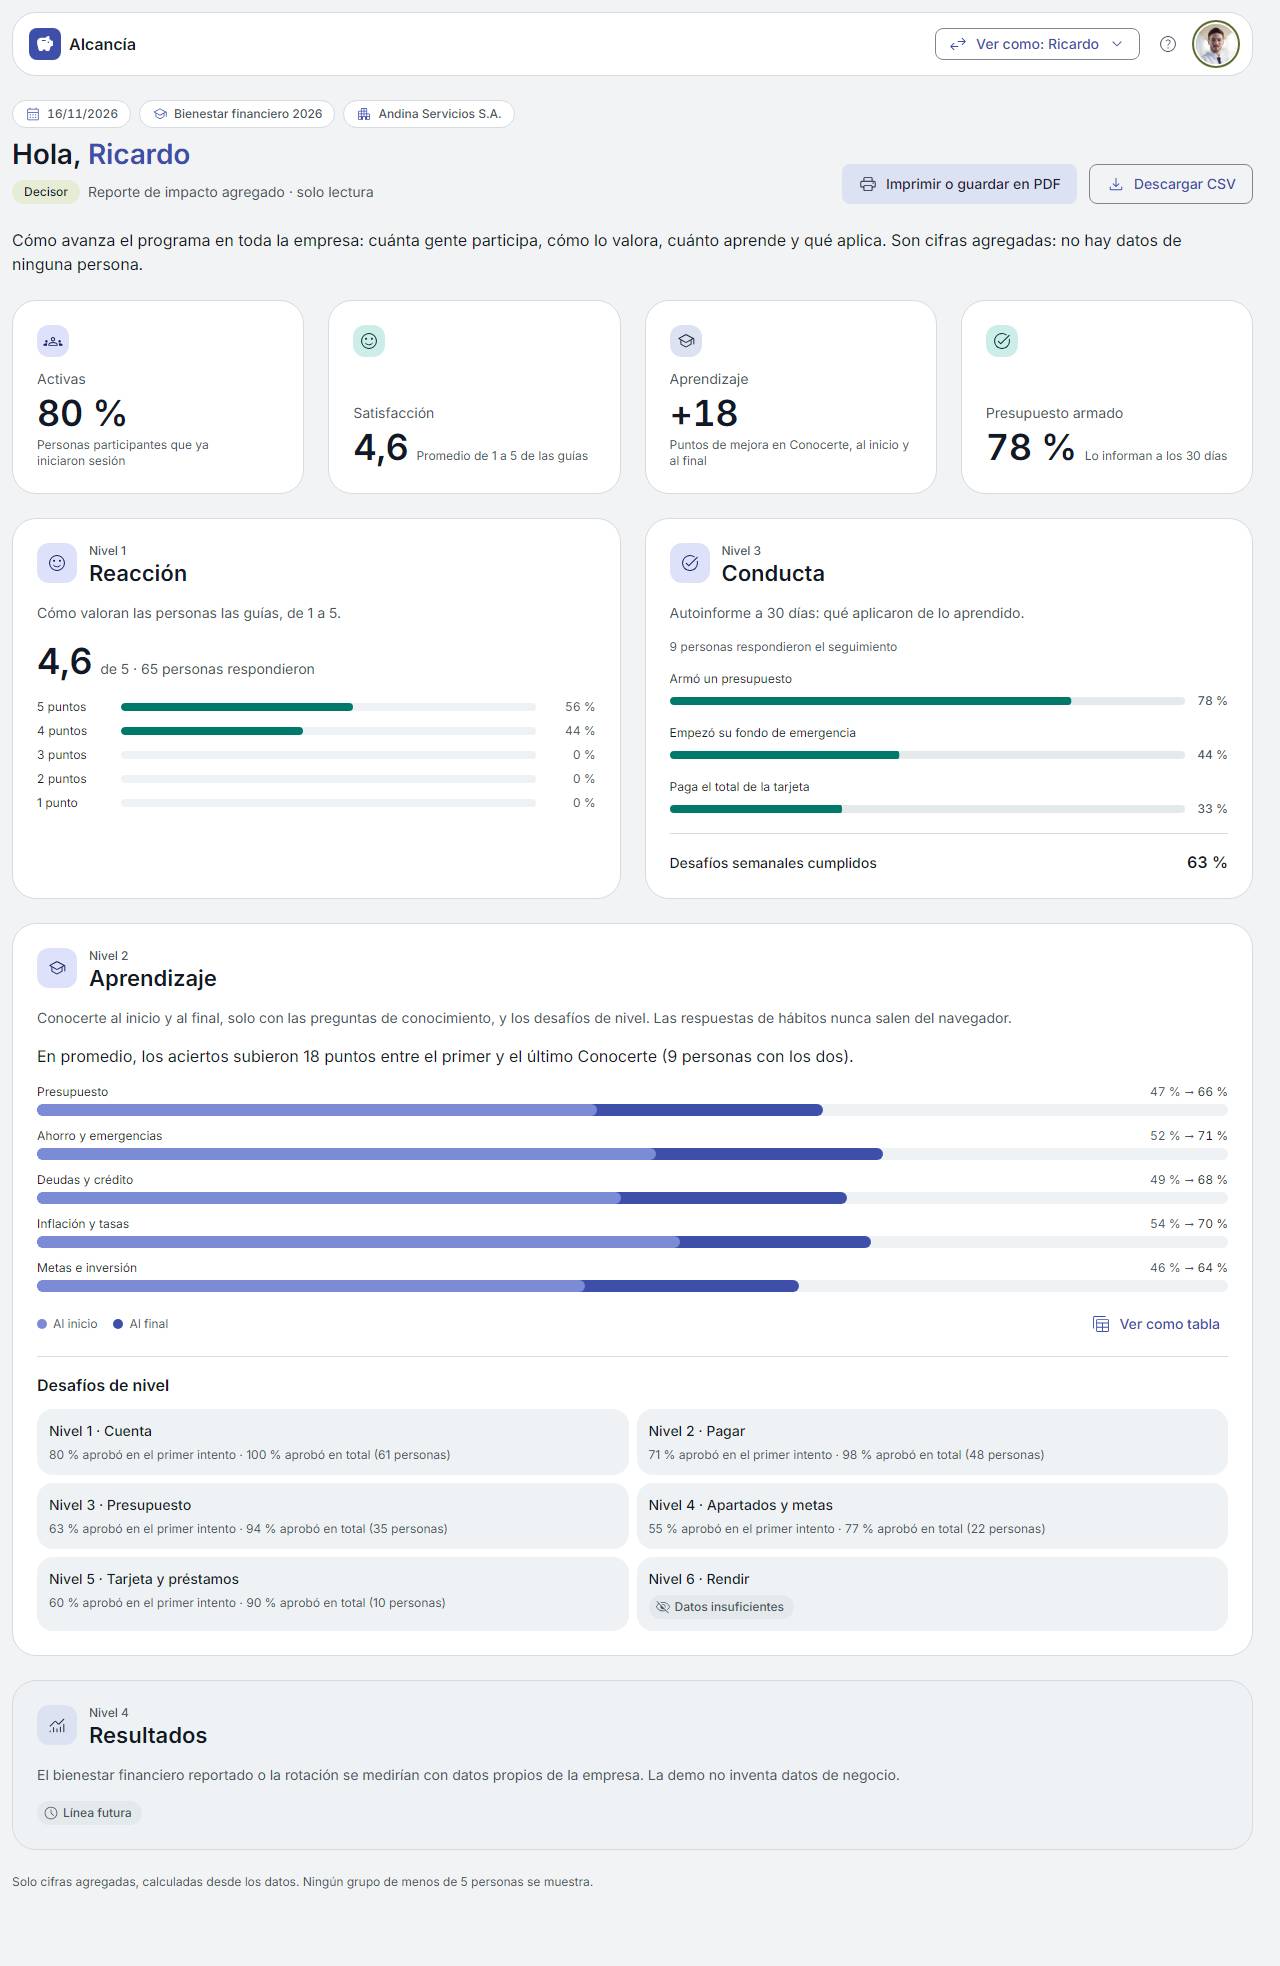 Alcancía
Ver como: Ricardo
16/11/2026
Bienestar financiero 2026
Andina Servicios S.A.
Hola, Ricardo
Decisor
Reporte de impacto agregado · solo lectura
Imprimir o guardar en PDF
Descargar CSV
Cómo avanza el programa en toda la empresa: cuánta gente participa, cómo lo valora, cuánto aprende y qué aplica. Son cifras agregadas: no hay datos de
ninguna persona.
Activas
80 %
Personas participantes que ya
iniciaron sesión
Satisfacción
4,6 Promedio de 1 a 5 de las guías
Aprendizaje
+18
Puntos de mejora en Conocerte, al inicio y
al final
Presupuesto armado
78 % Lo informan a los 30 días
Nivel 1
Reacción
Cómo valoran las personas las guías, de 1 a 5.
4,6 de 5 · 65 personas respondieron
5 puntos 56 %
4 puntos 44 %
3 puntos 0 %
2 puntos 0 %
1 punto 0 %
Nivel 3
Conducta
Autoinforme a 30 días: qué aplicaron de lo aprendido.
9 personas respondieron el seguimiento
Armó un presupuesto
78 %
Empezó su fondo de emergencia
44 %
Paga el total de la tarjeta
33 %
Desafíos semanales cumplidos 63 %
Nivel 2
Aprendizaje
Conocerte al inicio y al final, solo con las preguntas de conocimiento, y los desafíos de nivel. Las respuestas de hábitos nunca salen del navegador.
En promedio, los aciertos subieron 18 puntos entre el primer y el último Conocerte (9 personas con los dos).
Presupuesto 47 % → 66 %
Ahorro y emergencias 52 % → 71 %
Deudas y crédito 49 % → 68 %
Inflación y tasas 54 % → 70 %
Metas e inversión 46 % → 64 %
Al inicio Al final
Ver como tabla
Desafíos de nivel
Nivel 1 · Cuenta
80 % aprobó en el primer intento · 100 % aprobó en total (61 personas)
Nivel 2 · Pagar
71 % aprobó en el primer intento · 98 % aprobó en total (48 personas)
Nivel 3 · Presupuesto
63 % aprobó en el primer intento · 94 % aprobó en total (35 personas)
Nivel 4 · Apartados y metas
55 % aprobó en el primer intento · 77 % aprobó en total (22 personas)
Nivel 5 · Tarjeta y préstamos
60 % aprobó en el primer intento · 90 % aprobó en total (10 personas)
Nivel 6 · Rendir
Datos insuficientes
Nivel 4
Resultados
El bienestar financiero reportado o la rotación se medirían con datos propios de la empresa. La demo no inventa datos de negocio.
Línea futura
Solo cifras agregadas, calculadas desde los datos. Ningún grupo de menos de 5 personas se muestra.